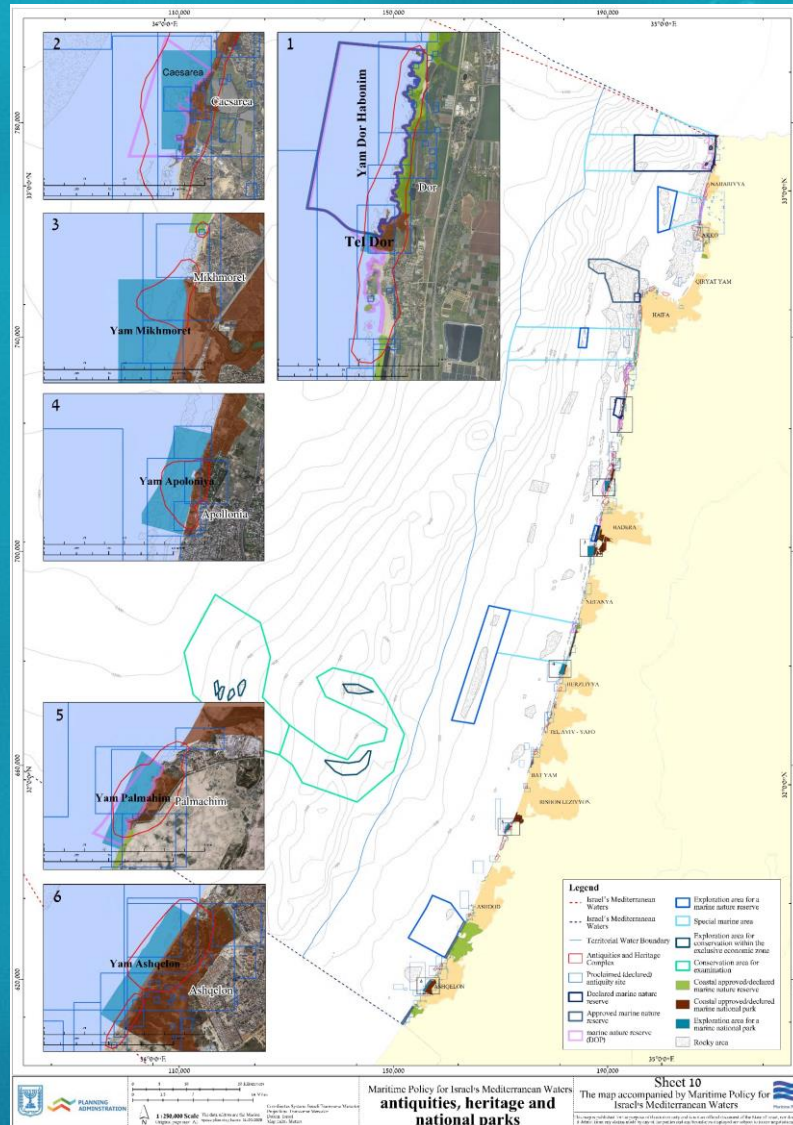 34°0'0"E
150,000
190,000
35°0'0"E
780,000
33°0'0"N
740,000
700,000
660,000
32°0'0"N
620,000
2
Caesarea
Caesarea
1
Yam Dor Habonim
Dor
Tel Dor
3
Mikhmoret
Yam Mikhmoret
4
Yam Apoloniya
Apollonia
5
Yam Palmahim
Palmachim
6
Yam Ashqelon
Ashqelon
NAHARIYYA
AKKO
QIRYAT YAM
HAIFA
HADERA
NETANYA
HERZLIYYA
TEL AVIV - YAFO
BAT YAM
RISHON LEZIYYON
ASHDOD
ASHQELON
Legend
Israel's Mediterranean
Waters
Israel's Mediterranean
Waters
Territorial Water Boundary
Antiquities and Heritage
Complex
Proclaimed (declared)
antiquity site
Declared marine nature
reserve
Approved marine nature
reserve
marine nature reserve
(DOP)
Exploration area for a
marine nature reserve
Special marine area
Exploration area for
conservation within the
exclusive economic zone
Conservation area for
examination
Coastal approved/declared
marine nature reserve
Coastal approved/declared
marine national park
Exploration area for a
marine national park
Rocky area
PLANNING
ADMINISTRATION
1:250,000 Scale
Maritime Policy for Israel's Mediterranean Waters
antiquities, heritage and
national parks
Sheet 10
The map accompanied by Maritime Policy for
Israel's Mediterranean Waters